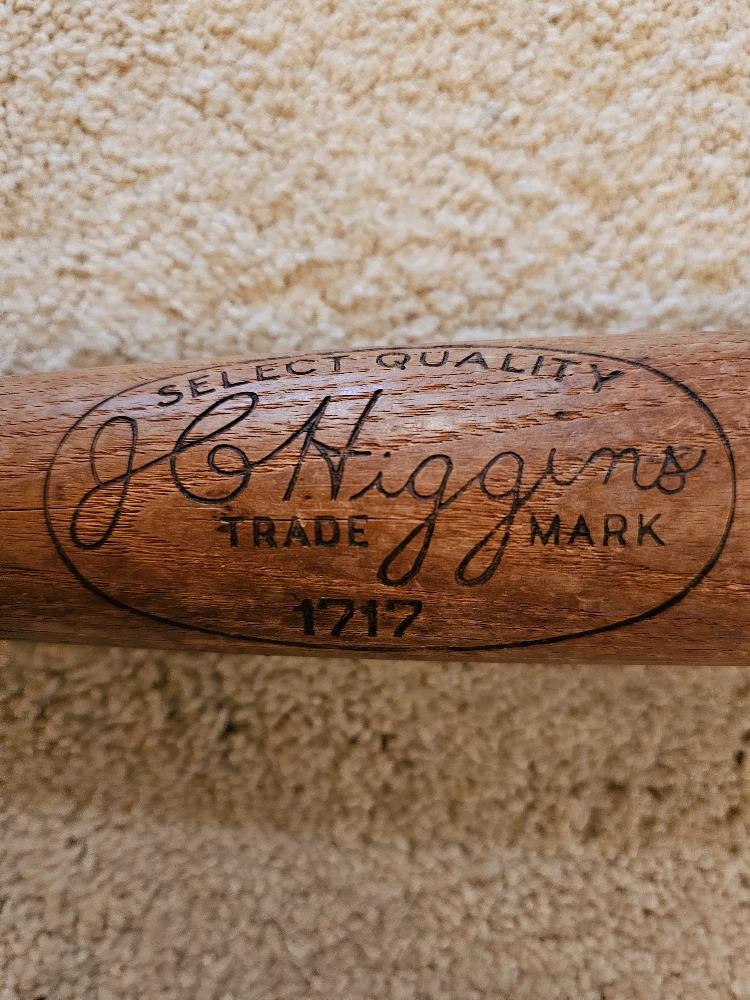 SELECT QUALITY
J C Higgins
TRADE MARK
1717